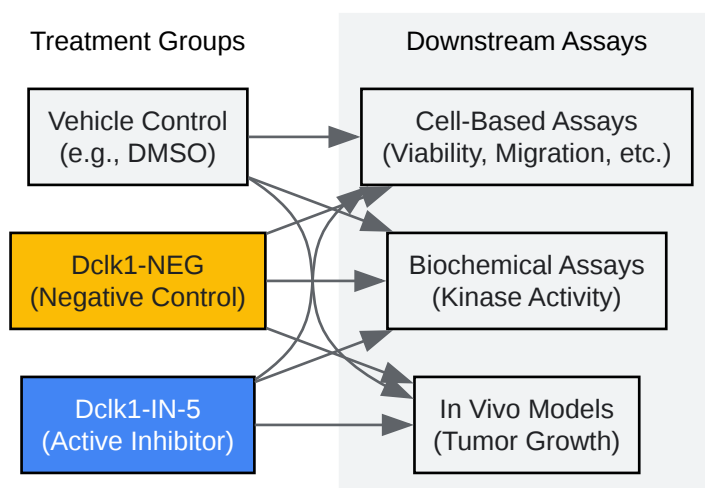 Treatment Groups
Downstream Assays
Vehicle Control
(e.g., DMSO)
Cell-Based Assays
(Viability, Migration, etc.)
Dclk1-NEG
(Negative Control)
Biochemical Assays
(Kinase Activity)
Dclk1-IN-5
(Active Inhibitor)
In Vivo Models
(Tumor Growth)